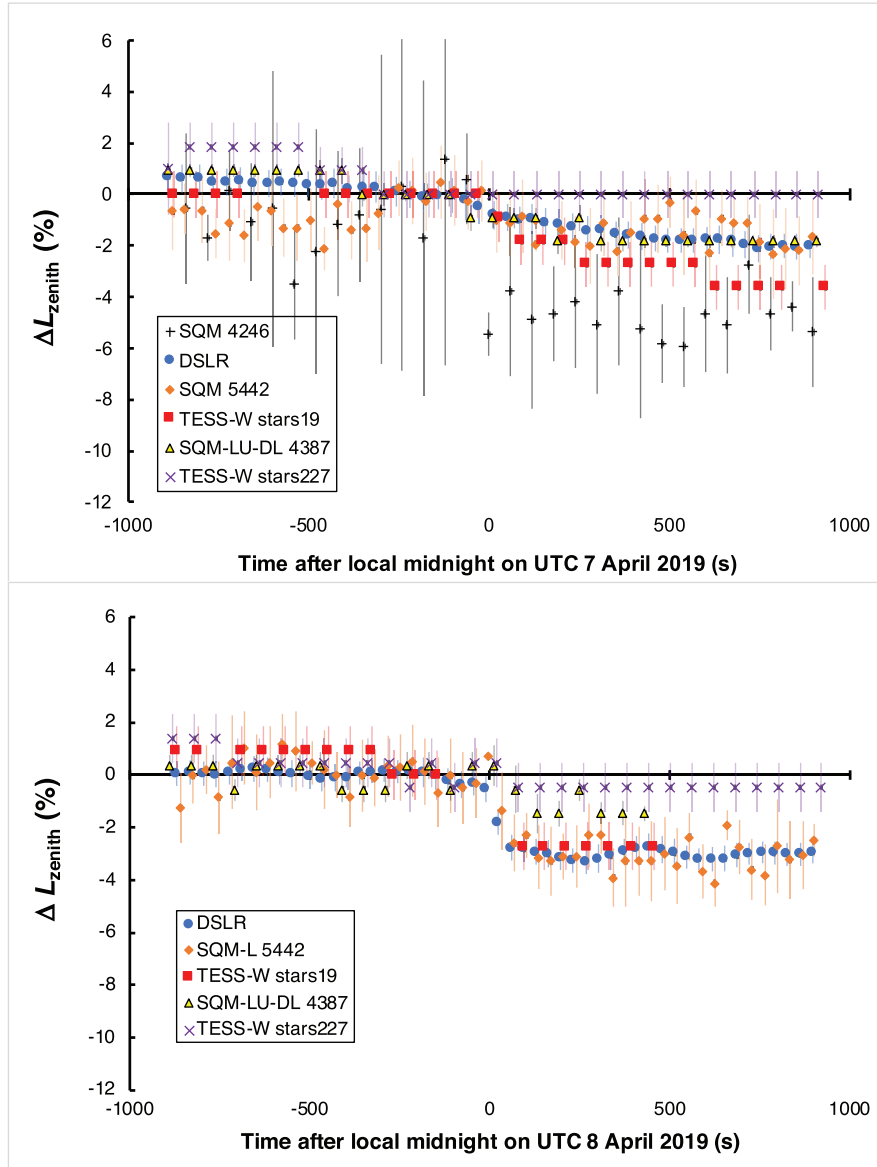 6
4
2
0
-2
-4
-6
-8
-10
-12
ΔLzenith (%)
SQM 4246
DSLR
SQM 5442
TESS-W stars19
SQM-LU-DL 4387
TESS-W stars227
-1000 -500 0 500 1000
Time after local midnight on UTC 7 April 2019 (s)
6
4
2
0
-2
-4
-6
-8
-10
-12
Δ Lzenith (%)
DSLR
SQM-L 5442
TESS-W stars19
SQM-LU-DL 4387
TESS-W stars227
-1000 -500 0 500 1000
Time after local midnight on UTC 8 April 2019 (s)